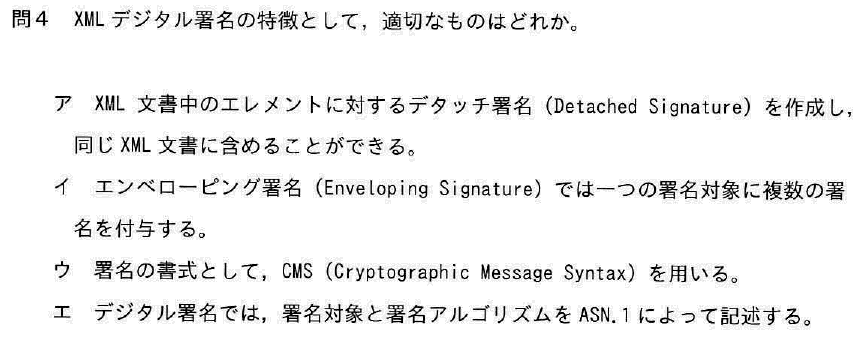 問4 XMLデジタル署名の特徴として，適切なものはどれか。
ア XML 文書中のエレメントに対するデタッチ署名（Detached Signature）を作成し，
同じ XML 文書に含めることができる。
イ エンベローピング署名（Enveloping Signature）では一つの署名対象に複数の署
名を付与する。
ウ 署名の書式として，CMS（Cryptographic Message Syntax）を用いる。
エ デジタル署名では，署名対象と署名アルゴリズムを ASN.1 によって記述する。